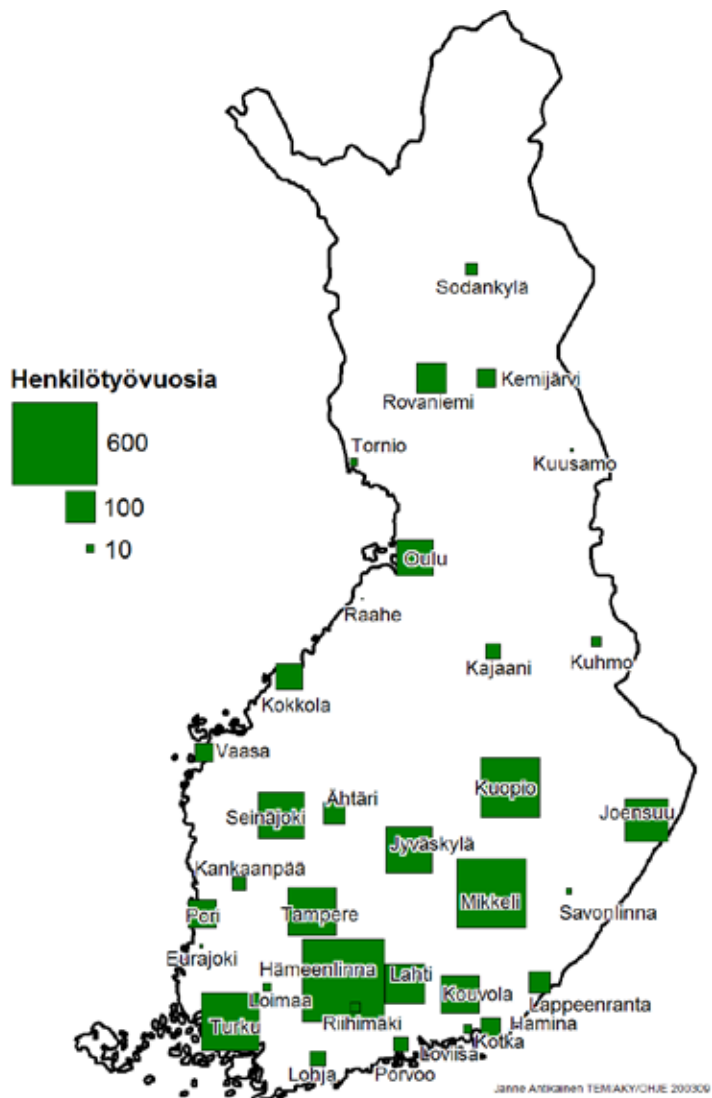 Sodankylä
Henkilötyövuosia
Kemijärvi
Rovaniemi
600
Tornio
Kuusamo
100
10
Oulu
Raahe
Kajaani
Kuhmo
Kokkola
Vaasa
Kuopio
Ähtäri
Seinäjoki
Joensuu
Jyväskylä
Kankaanpää
Mikkeli
Savonlinna
Pori
Tampere
Eurajoki
Hämeenlinna
Lahti
Kouvola
Loimaa
Lappeenranta
Riihimäki
Hamina
Turku
Kotka
Loviisa
Porvoo
Lohja
Janne Antikainen TEM/AKY/OHJE 200309